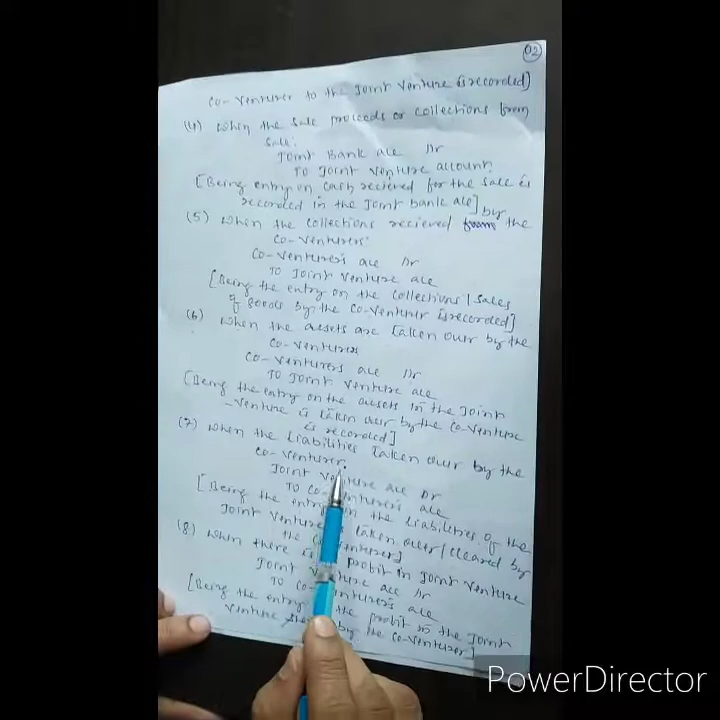 02
Co-Venturer to the Joint Venture is recorded]
(4) When the Sale proceeds or collections from
Sale:
Joint Bank a/c Dr
To Joint Venture account.
[Being entry on cash recieved for the sale is
recorded in the Joint bank a/c]
(5) When the collections recieved by the
Co-Venturers:
Co-Venturers a/c Dr
To Joint Venture a/c
[Being the entry on the collections / sales
of goods by the Co-Venturer is recorded]
(6) When the assets are taken over by the
Co-Venturers
Co-Venturers a/c Dr
To Joint Venture a/c
[Being the entry on the assets in the Joint
-Venture is taken over by the Co-Venture
is recorded]
(7) When the Liabilities taken over by the
Co-Venturer.
Joint Venture a/c Dr
To Co-Venturers a/c
[Being the entry on the Liabilities of the
Joint Venture is taken over / cleared by
the Co-Venturer]
(8) When there is profit in Joint Venture
Joint Venture a/c Dr
To Co-Venturers a/c
[Being the entry the profit in the Joint
Venture by the Co-Venturer]
PowerDirector